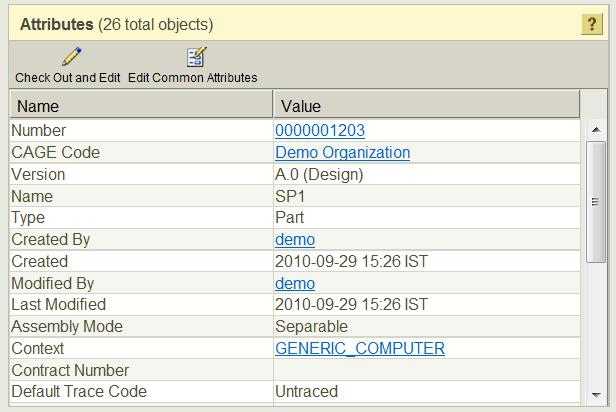 Attributes (26 total objects) ?
Check Out and Edit Edit Common Attributes
Name Value
Number 0000001203
CAGE Code Demo Organization
Version A.0 (Design)
Name SP1
Type Part
Created By demo
Created 2010-09-29 15:26 IST
Modified By demo
Last Modified 2010-09-29 15:26 IST
Assembly Mode Separable
Context GENERIC_COMPUTER
Contract Number
Default Trace Code Untraced